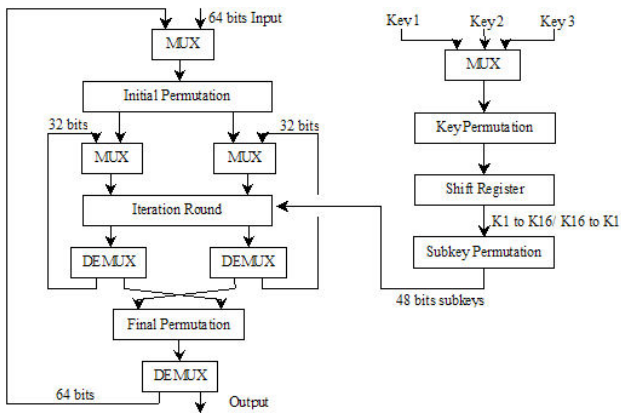 64 bits Input
MUX
Initial Permutation
32 bits
32 bits
MUX
MUX
Iteration Round
DEMUX
DEMUX
Final Permutation
DEMUX
64 bits
Output
Key1
Key2
Key3
MUX
Key Permutation
Shift Register
K1 to K16/ K16 to K1
Subkey Permutation
48 bits subkeys